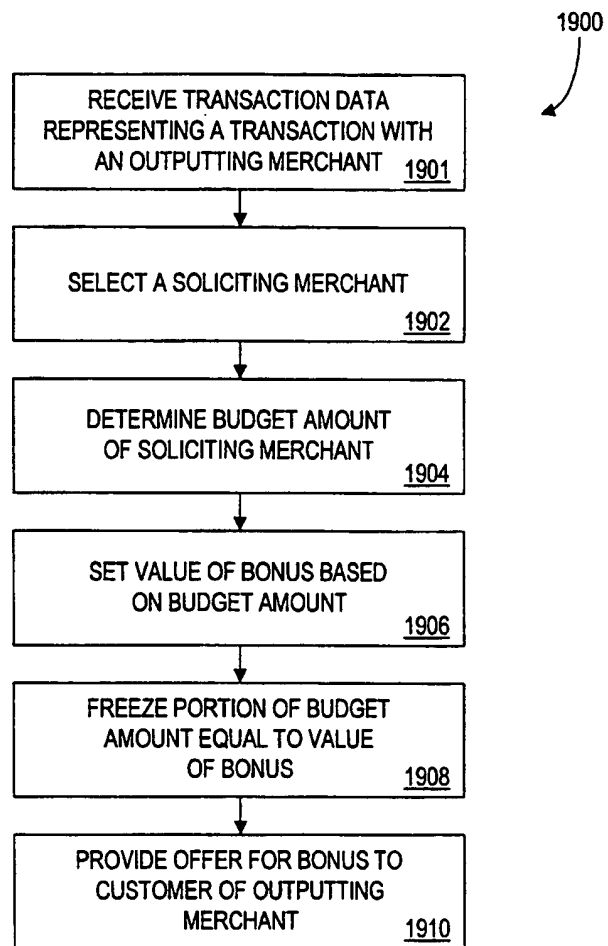 1900
RECEIVE TRANSACTION DATA
REPRESENTING A TRANSACTION WITH
AN OUTPUTTING MERCHANT
1901
SELECT A SOLICITING MERCHANT
1902
DETERMINE BUDGET AMOUNT
OF SOLICITING MERCHANT
1904
SET VALUE OF BONUS BASED
ON BUDGET AMOUNT
1906
FREEZE PORTION OF BUDGET
AMOUNT EQUAL TO VALUE
OF BONUS
1908
PROVIDE OFFER FOR BONUS TO
CUSTOMER OF OUTPUTTING
MERCHANT
1910